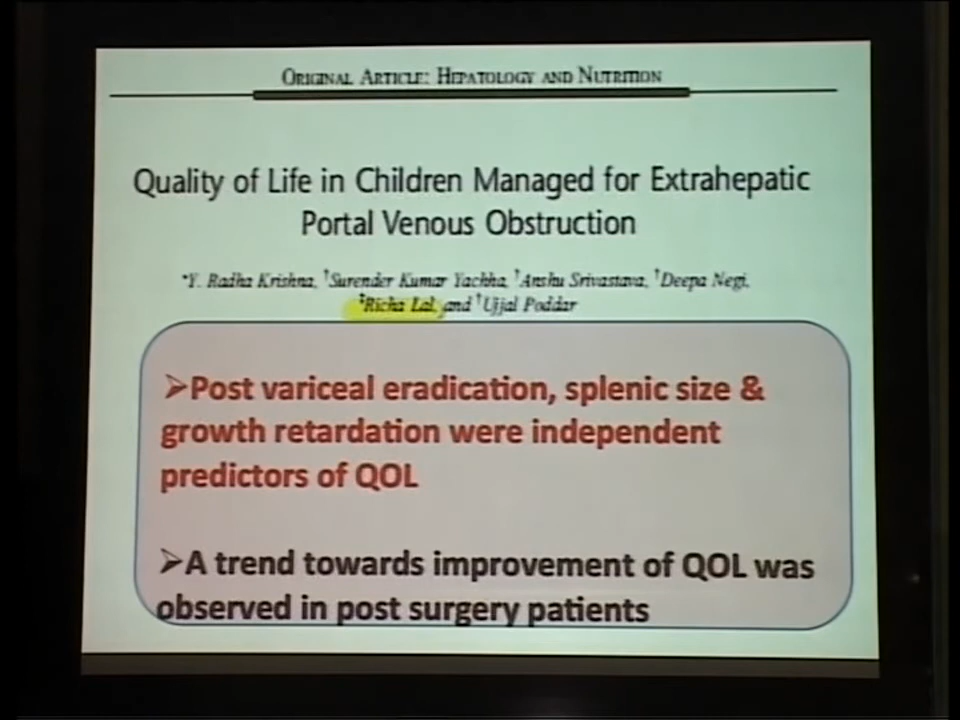 ORIGINAL ARTICLE: HEPATOLOGY AND NUTRITION
Quality of Life in Children Managed for Extrahepatic
Portal Venous Obstruction
*Y. Radha Krishna, †Surender Kumar Yachha, †Anshu Srivastava, †Deepa Negi,
‡Richa Lal, and †Ujjal Poddar
➢Post variceal eradication, splenic size &
growth retardation were independent
predictors of QOL
➢A trend towards improvement of QOL was
observed in post surgery patients